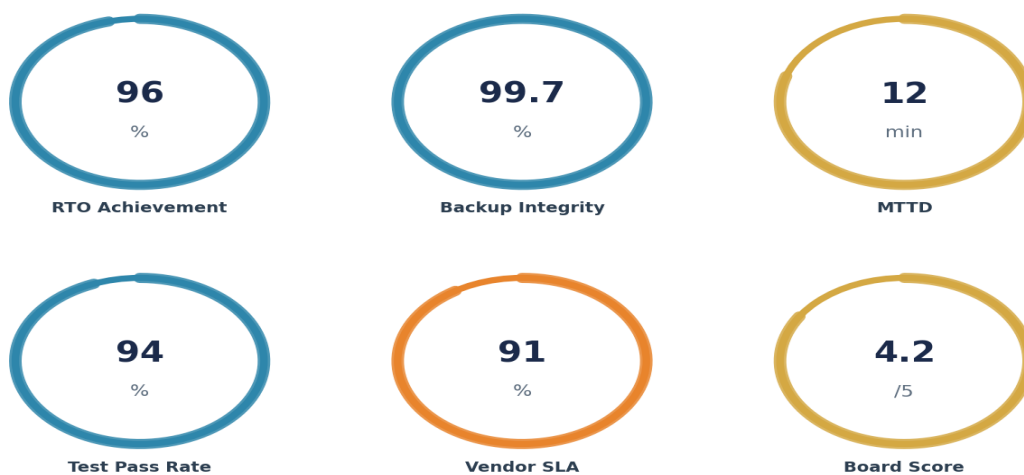 96
%
RTO Achievement
99.7
%
Backup Integrity
12
min
MTTD
94
%
Test Pass Rate
91
%
Vendor SLA
4.2
/5
Board Score